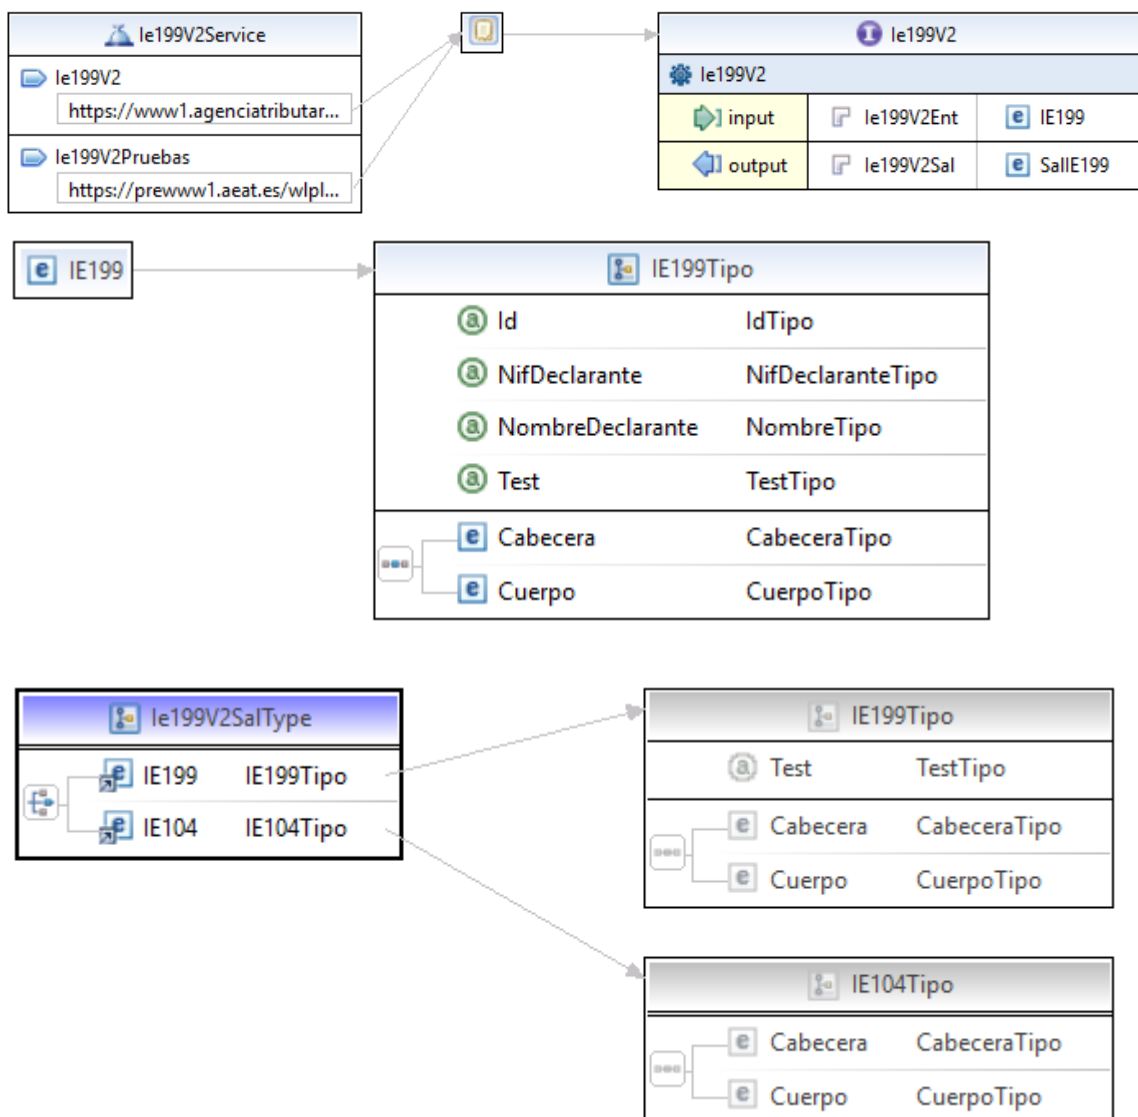 Ie199V2Service
Ie199V2
https://www1.agenciatributar...
Ie199V2Pruebas
https://prewww1.aeat.es/wlpl...
Ie199V2
Ie199V2
input Ie199V2Ent IE199
output Ie199V2Sal SalIE199
IE199
IE199Tipo
Id IdTipo
NifDeclarante NifDeclaranteTipo
NombreDeclarante NombreTipo
Test TestTipo
Cabecera CabeceraTipo
Cuerpo CuerpoTipo
Ie199V2SalType
IE199 IE199Tipo
IE104 IE104Tipo
IE199Tipo
Test TestTipo
Cabecera CabeceraTipo
Cuerpo CuerpoTipo
IE104Tipo
Cabecera CabeceraTipo
Cuerpo CuerpoTipo